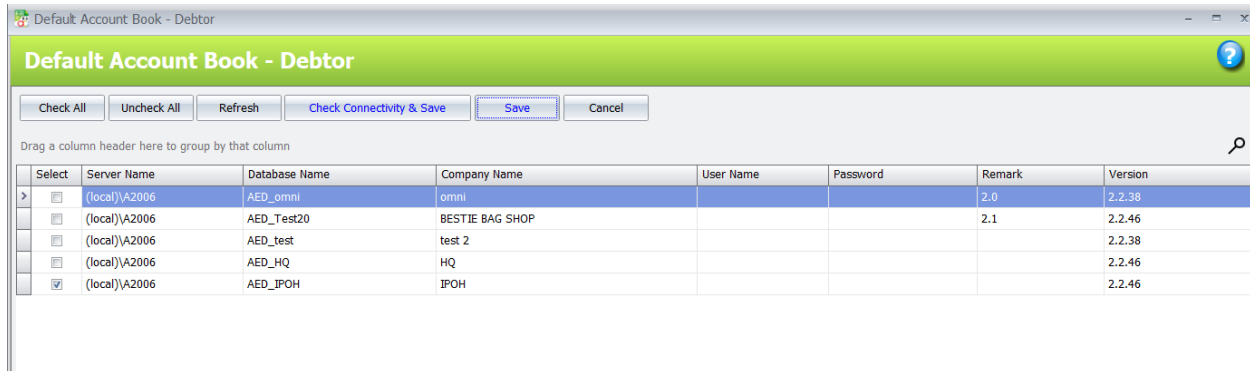 Default Account Book - Debtor
Default Account Book - Debtor
Check All Uncheck All Refresh Check Connectivity & Save Save Cancel
Drag a column header here to group by that column
Select Server Name Database Name Company Name User Name Password Remark Version
(local)\A2006 AED_omni omni 2.0 2.2.38
(local)\A2006 AED_Test20 BESTIE BAG SHOP 2.1 2.2.46
(local)\A2006 AED_test test 2 2.2.38
(local)\A2006 AED_HQ HQ 2.2.46
(local)\A2006 AED_IPOH IPOH 2.2.46